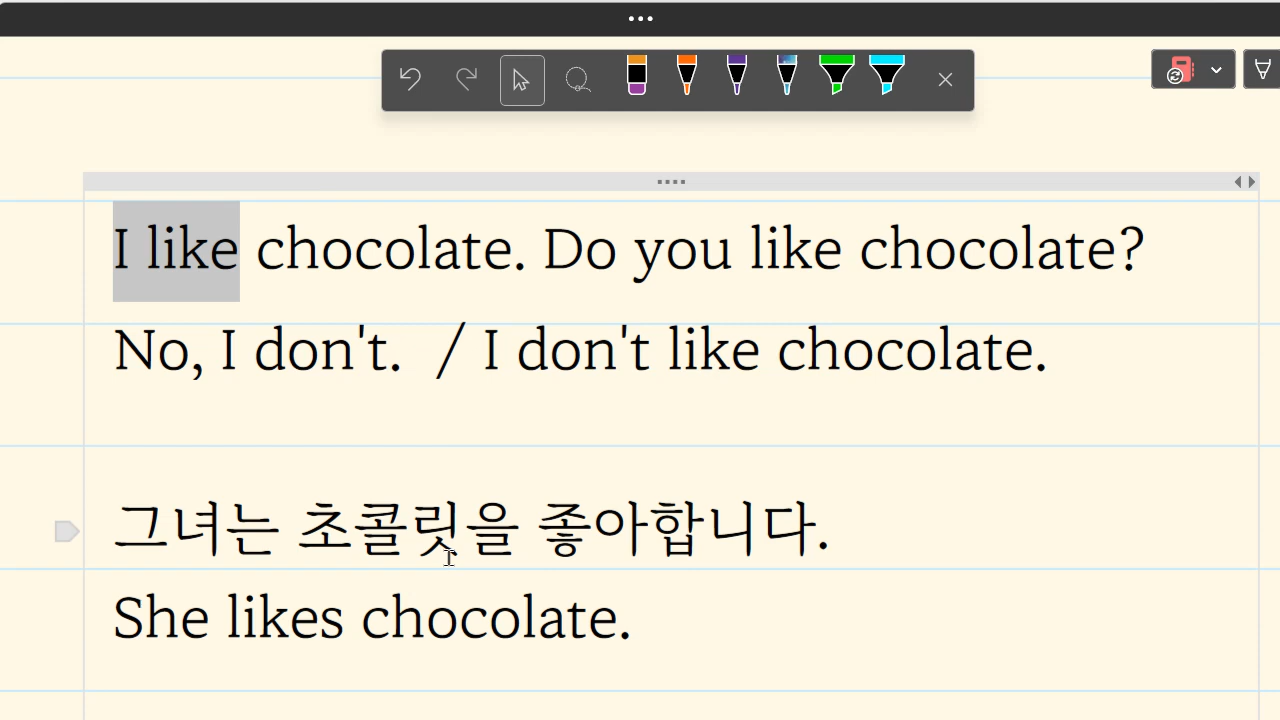 I like chocolate. Do you like chocolate?
No, I don't.  / I don't like chocolate.
그녀는 초콜릿을 좋아합니다.
She likes chocolate.